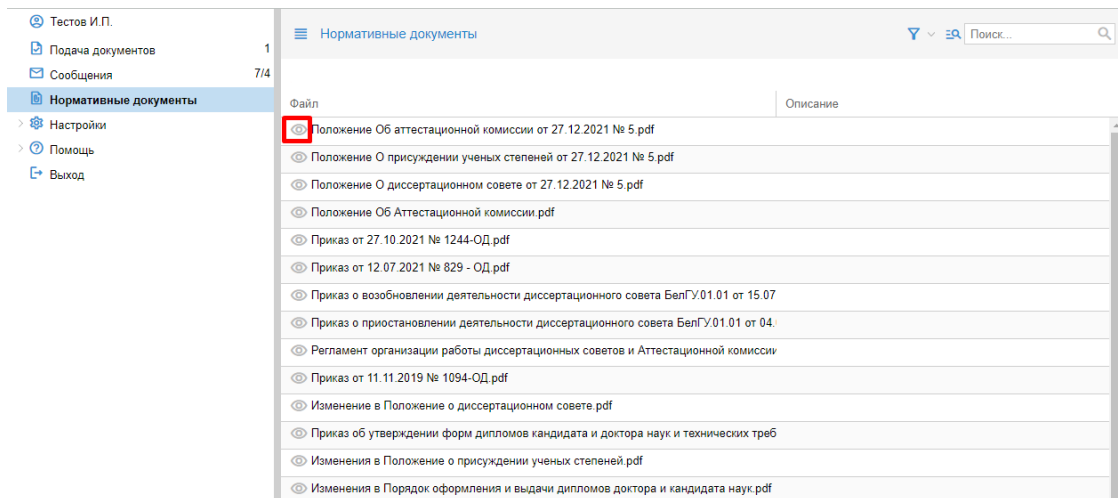 Тестов И.П.
Подача документов 1
Сообщения 7/4
Нормативные документы
Настройки
Помощь
Выход
Нормативные документы
Поиск...
Файл Описание
Положение Об аттестационной комиссии от 27.12.2021 № 5.pdf
Положение О присуждении ученых степеней от 27.12.2021 № 5.pdf
Положение О диссертационном совете от 27.12.2021 № 5.pdf
Положение Об Аттестационной комиссии.pdf
Приказ от 27.10.2021 № 1244-ОД.pdf
Приказ от 12.07.2021 № 829 - ОД.pdf
Приказ о возобновлении деятельности диссертационного совета БелГУ.01.01 от 15.07
Приказ о приостановлении деятельности диссертационного совета БелГУ.01.01 от 04.
Регламент организации работы диссертационных советов и Аттестационной комиссии
Приказ от 11.11.2019 № 1094-ОД.pdf
Изменение в Положение о диссертационном совете.pdf
Приказ об утверждении форм дипломов кандидата и доктора наук и технических треб
Изменения в Положение о присуждении ученых степеней.pdf
Изменения в Порядок оформления и выдачи дипломов доктора и кандидата наук.pdf